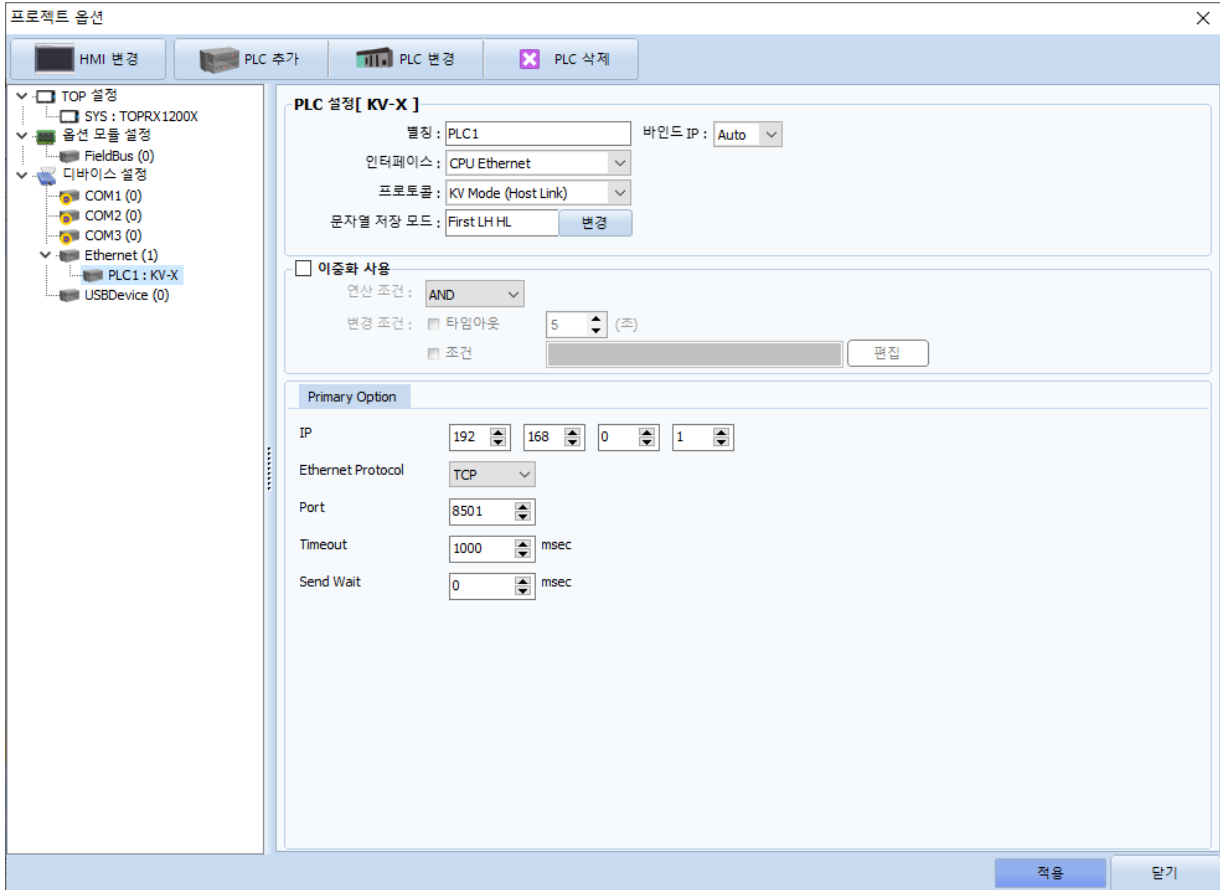 프로젝트 옵션
HMI 변경
PLC 추가
PLC 변경
PLC 삭제
TOP 설정
SYS : TOPRX1200X
옵션 모듈 설정
FieldBus (0)
디바이스 설정
COM1 (0)
COM2 (0)
COM3 (0)
Ethernet (1)
PLC1 : KV-X
USBDevice (0)
PLC 설정[ KV-X ]
별칭 : PLC1 바인드 IP : Auto
인터페이스 : CPU Ethernet
프로토콜 : KV Mode (Host Link)
문자열 저장 모드 : First LH HL 변경
이중화 사용
연산 조건 : AND
변경 조건 : 타임아웃 5 (초)
조건 편집
Primary Option
IP 192 168 0 1
Ethernet Protocol TCP
Port 8501
Timeout 1000 msec
Send Wait 0 msec
적용 닫기